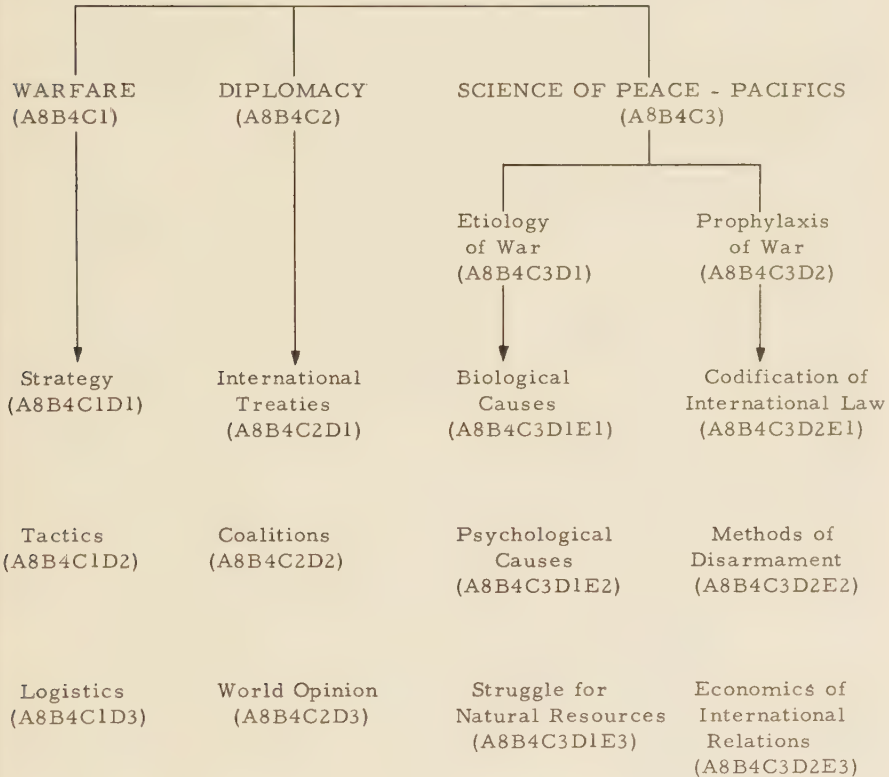 WARFARE
(A8B4C1)
DIPLOMACY
(A8B4C2)
SCIENCE OF PEACE - PACIFICS
(A8B4C3)
Etiology
of War
(A8B4C3D1)
Prophylaxis
of War
(A8B4C3D2)
Strategy
(A8B4C1D1)
International
Treaties
(A8B4C2D1)
Biological
Causes
(A8B4C3D1E1)
Codification of
International Law
(A8B4C3D2E1)
Tactics
(A8B4C1D2)
Coalitions
(A8B4C2D2)
Psychological
Causes
(A8B4C3D1E2)
Methods of
Disarmament
(A8B4C3D2E2)
Logistics
(A8B4C1D3)
World Opinion
(A8B4C2D3)
Struggle for
Natural Resources
(A8B4C3D1E3)
Economics of
International
Relations
(A8B4C3D2E3)